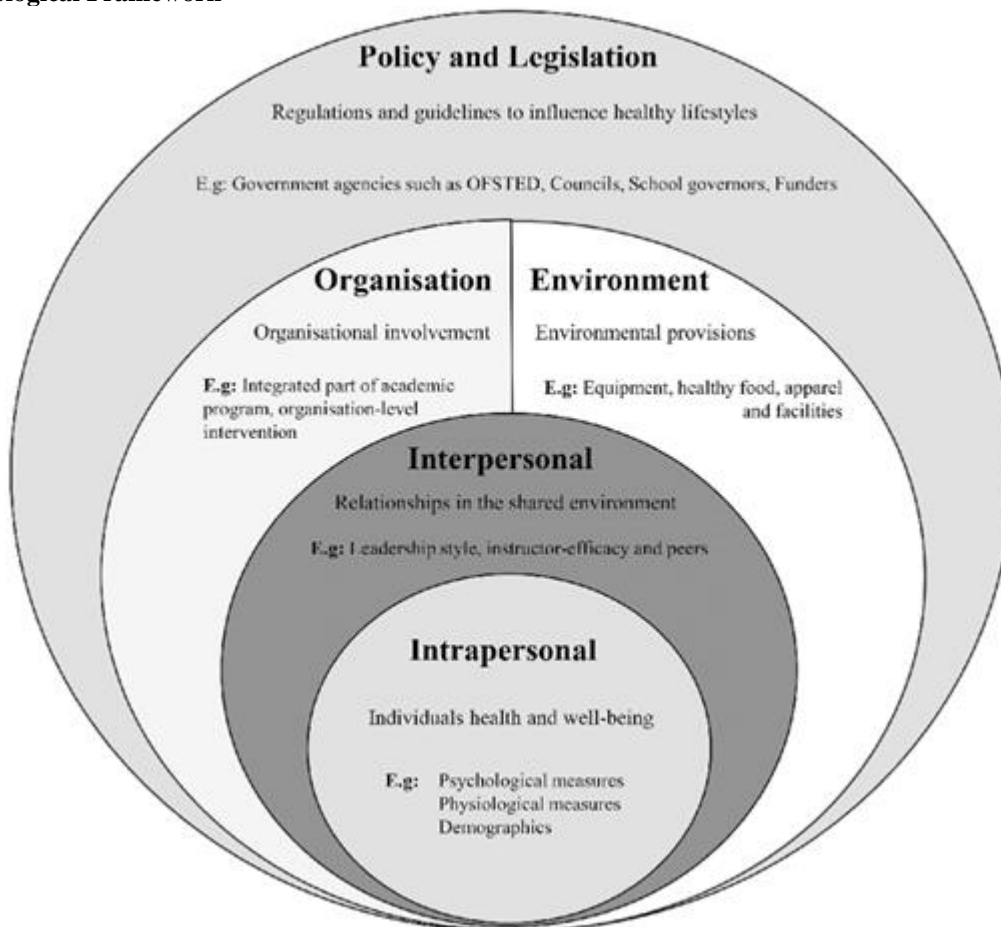 Policy and Legislation
Regulations and guidelines to influence healthy lifestyles
E.g: Government agencies such as OFSTED, Councils, School governors, Funders
Organisation
Organisational involvement
E.g: Integrated part of academic
program, organisation-level
intervention
Environment
Environmental provisions
E.g: Equipment, healthy food, apparel
and facilities
Interpersonal
Relationships in the shared environment
E.g: Leadership style, instructor-efficacy and peers
Intrapersonal
Individuals health and well-being
E.g: Psychological measures
Physiological measures
Demographics